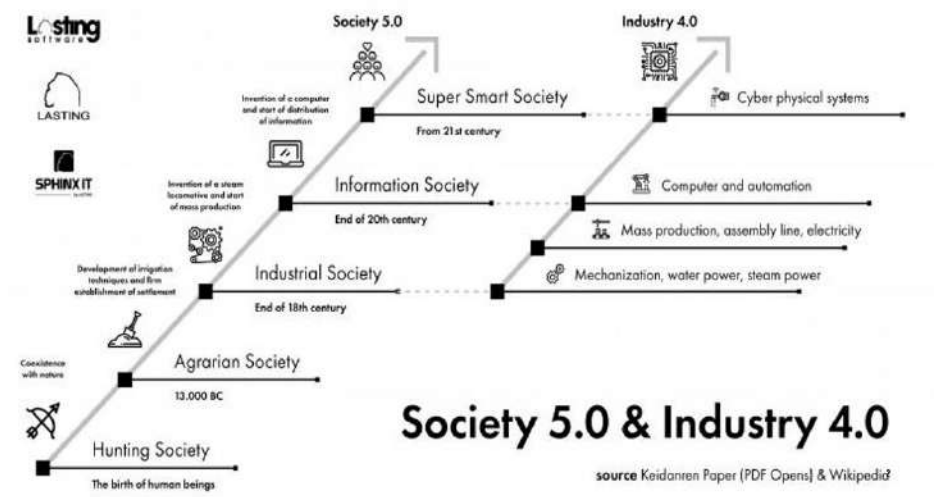 Lasting
software
LASTING
SPHINX IT
Society 5.0
Industry 4.0
Invention of a computer
and start of distribution
of information
Super Smart Society
From 21st century
Cyber physical systems
Invention of a steam
locomotive and start
of mass production
Information Society
End of 20th century
Computer and automation
Mass production, assembly line, electricity
Development of irrigation
techniques and firm
establishment of settlement
Industrial Society
End of 18th century
Mechanization, water power, steam power
Coexistence
with nature
Agrarian Society
13.000 BC
Hunting Society
The birth of human beings
Society 5.0 & Industry 4.0
source Keidanren Paper (PDF Opens) & Wikipedia?